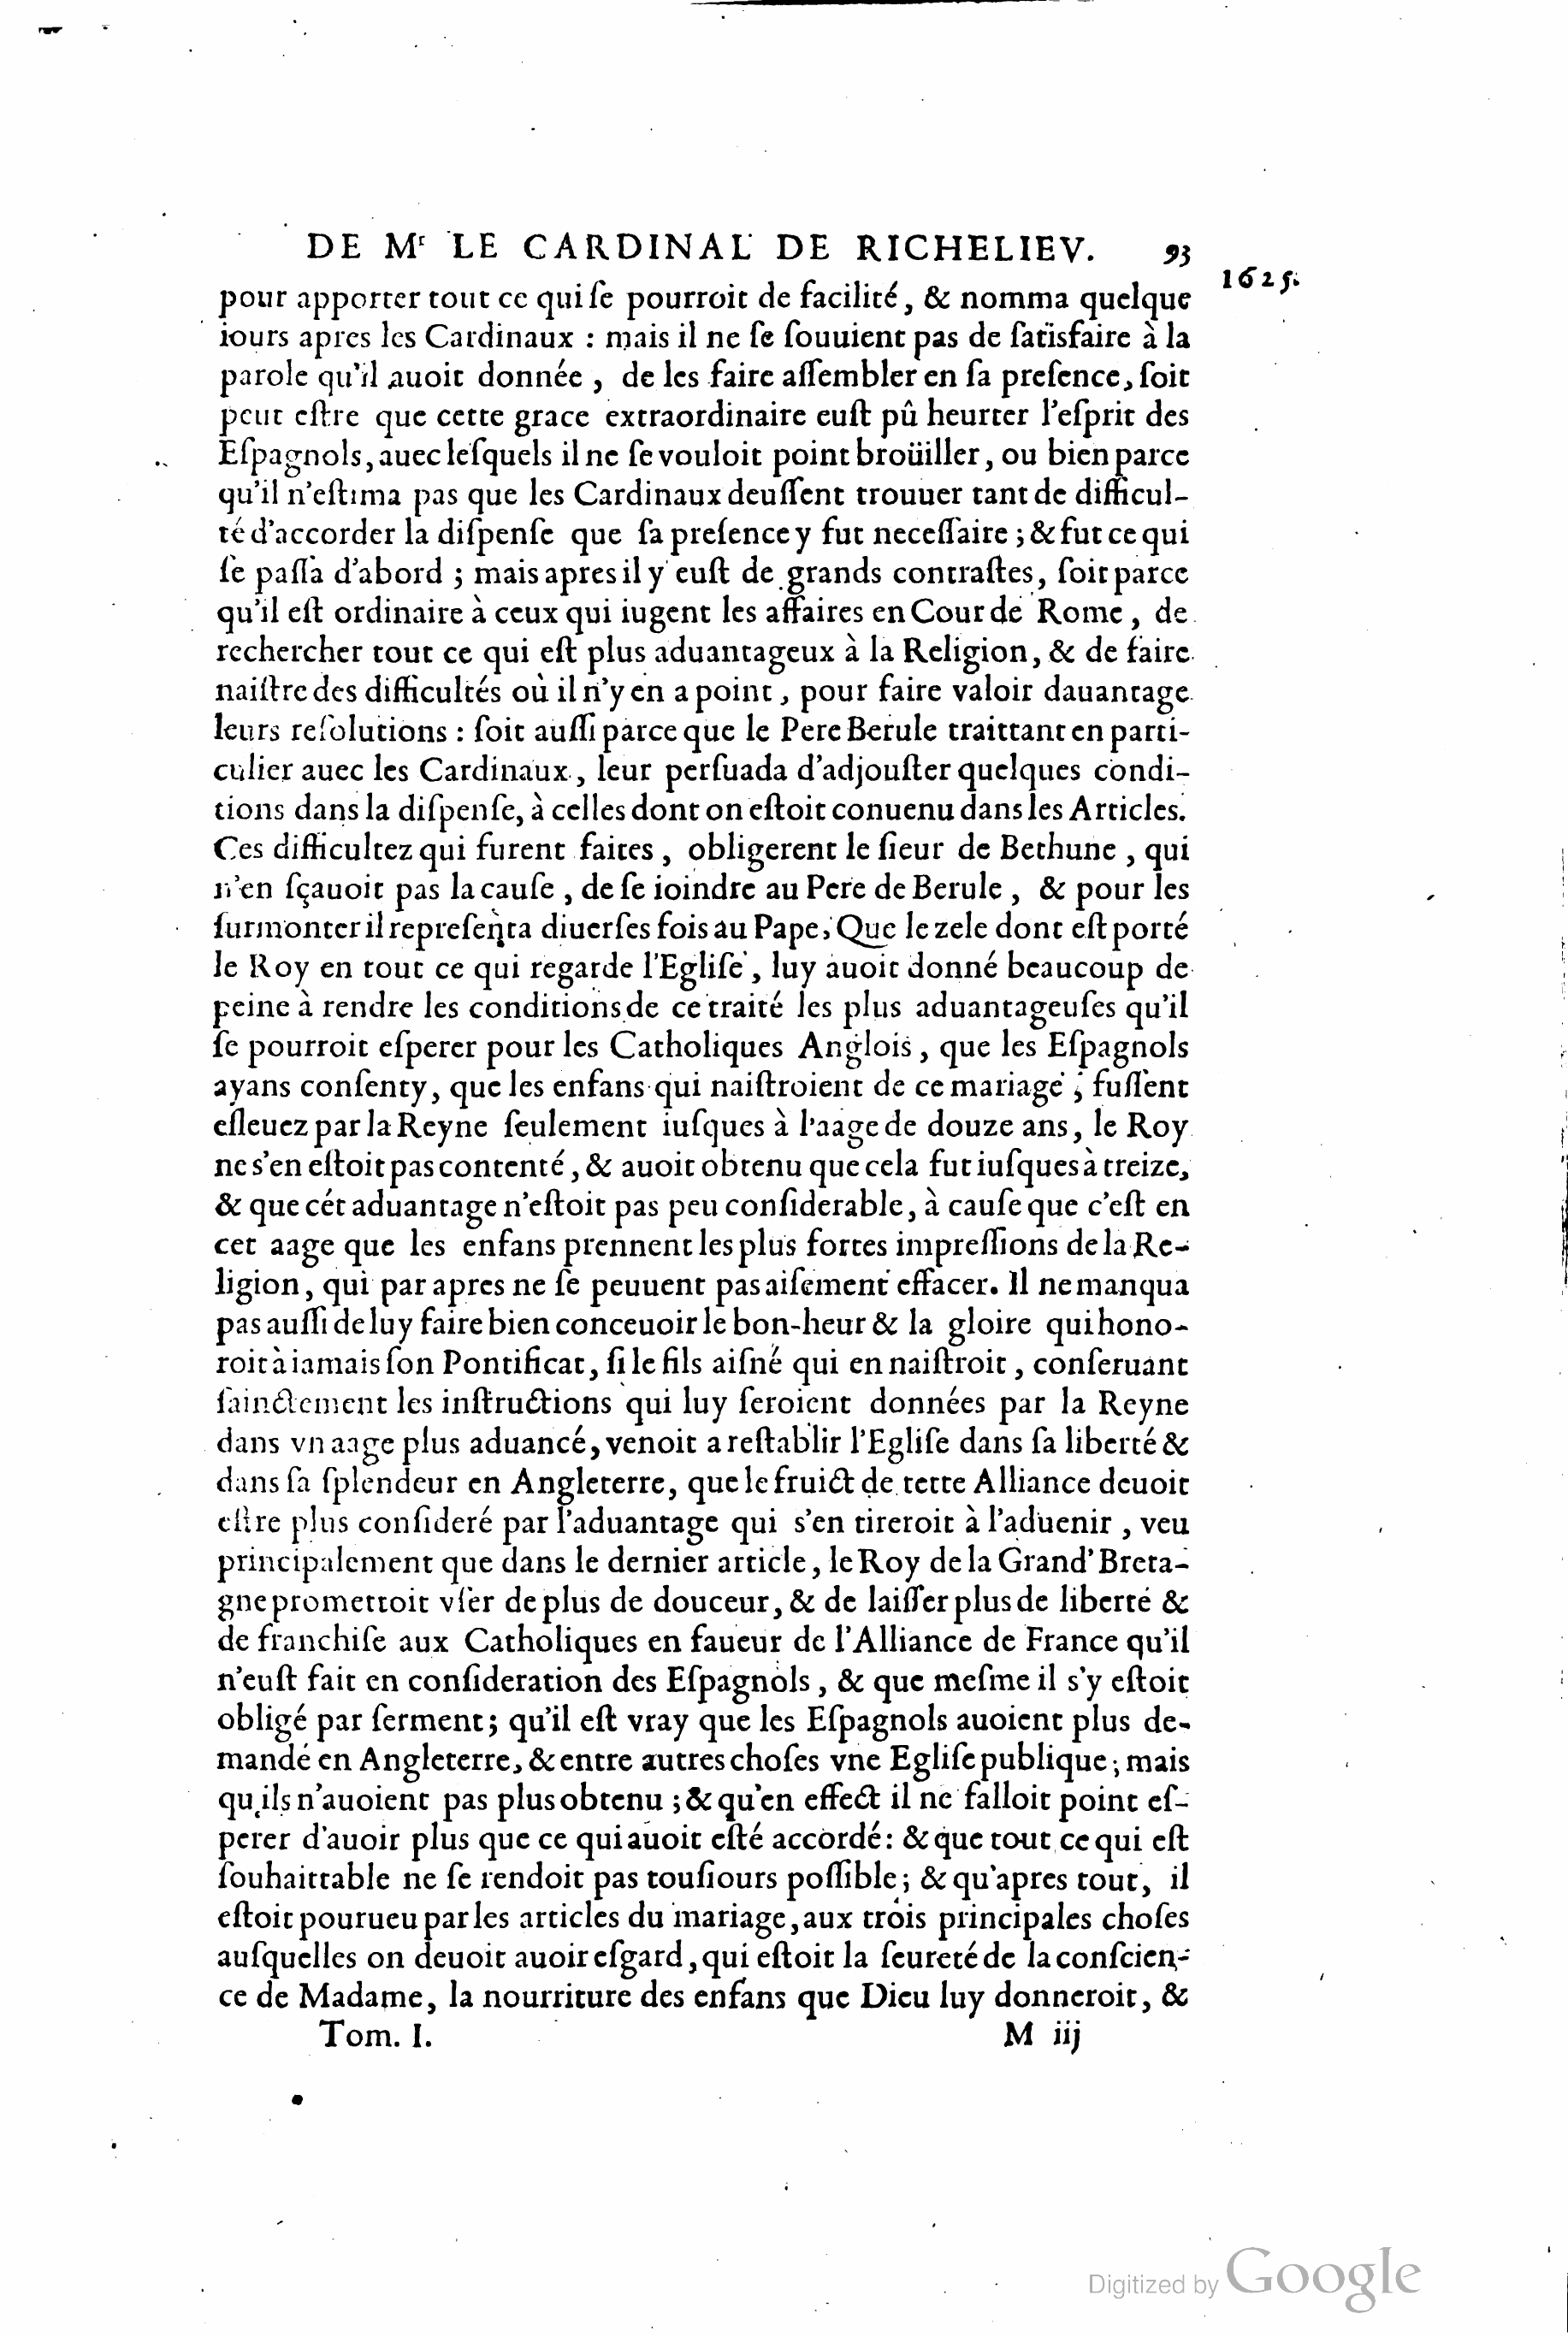 DE Mr LE CARDINAL DE RICHELIEV. 93
1625.
pour apporter tout ce qui ſe pourroit de facilité, & nomma quelque
iours apres les Cardinaux : mais il ne ſe ſouuient pas de ſatisfaire à la
parole qu'il auoit donnée, de les faire aſſembler en ſa preſence, ſoit
peut eſtre que cette grace extraordinaire euſt pû heurter l'eſprit des
Eſpagnols, auec leſquels il ne ſe vouloit point broüiller, ou bien parce
qu'il n'eſtima pas que les Cardinaux deuſſent trouuer tant de difficul-
té d'accorder la diſpenſe que ſa preſence y fut neceſſaire ; & fut ce qui
ſe paſſa d'abord ; mais apres il y euſt de grands contraſtes, ſoit parce
qu'il eſt ordinaire à ceux qui iugent les affaires en Cour de Rome, de
rechercher tout ce qui eſt plus aduantageux à la Religion, & de faire
naiſtre des difficultés où il n'y en a point, pour faire valoir dauantage
leurs reſolutions : ſoit auſſi parce que le Pere Berule traittant en parti-
culier auec les Cardinaux, leur perſuada d'adjouſter quelques condi-
tions dans la diſpenſe, à celles dont on eſtoit conuenu dans les Articles.
Ces difficultez qui furent faites, obligerent le ſieur de Bethune, qui
n'en ſçauoit pas la cauſe, de ſe ioindre au Pere de Berule, & pour les
ſurmonter il repreſenta diuerſes fois au Pape, Que le zele dont eſt porté
le Roy en tout ce qui regarde l'Egliſe, luy auoit donné beaucoup de
peine à rendre les conditions de ce traité les plus aduantageuſes qu'il
ſe pourroit eſperer pour les Catholiques Anglois, que les Eſpagnols
ayans conſenty, que les enfans qui naiſtroient de ce mariage ; fuſſent
eſleuez par la Reyne ſeulement iuſques à l'aage de douze ans, le Roy
ne s'en eſtoit pas contenté, & auoit obtenu que cela fut iuſques à treize,
& que cét aduantage n'eſtoit pas peu conſiderable, à cauſe que c'eſt en
cet aage que les enfans prennent les plus fortes impreſſions de la Re-
ligion, qui par apres ne ſe peuuent pas aiſement effacer. Il ne manqua
pas auſſi de luy faire bien conceuoir le bon-heur & la gloire qui hono-
roit à iamais ſon Pontificat, ſi le fils aiſné qui en naiſtroit, conſeruant
ſainctement les inſtructions qui luy ſeroient données par la Reyne
dans vn aage plus aduancé, venoit a reſtablir l'Egliſe dans ſa liberté &
dans ſa ſplendeur en Angleterre, que le fruict de tette Alliance deuoit
eſtre plus conſideré par l'aduantage qui s'en tireroit à l'aduenir, veu
principalement que dans le dernier article, le Roy de la Grand' Breta-
gne promettoit vſer de plus de douceur, & de laiſſer plus de liberté &
de franchiſe aux Catholiques en faueur de l'Alliance de France qu'il
n'euſt fait en conſideration des Eſpagnols, & que meſme il s'y eſtoit
obligé par ſerment ; qu'il eſt vray que les Eſpagnols auoient plus de-
mandé en Angleterre, & entre autres choſes vne Egliſe publique ; mais
qu'ils n'auoient pas plus obtenu ; & qu'en effect il ne falloit point eſ-
perer d'auoir plus que ce qui auoit eſté accordé : & que tout ce qui eſt
ſouhaittable ne ſe rendoit pas touſiours poſſible ; & qu'apres tout, il
eſtoit pourueu par les articles du mariage, aux trois principales choſes
auſquelles on deuoit auoir eſgard, qui eſtoit la ſeureté de la conſcien-
ce de Madame, la nourriture des enfans que Dieu luy donneroit, &
Tom. I. M iij
Digitized by Google